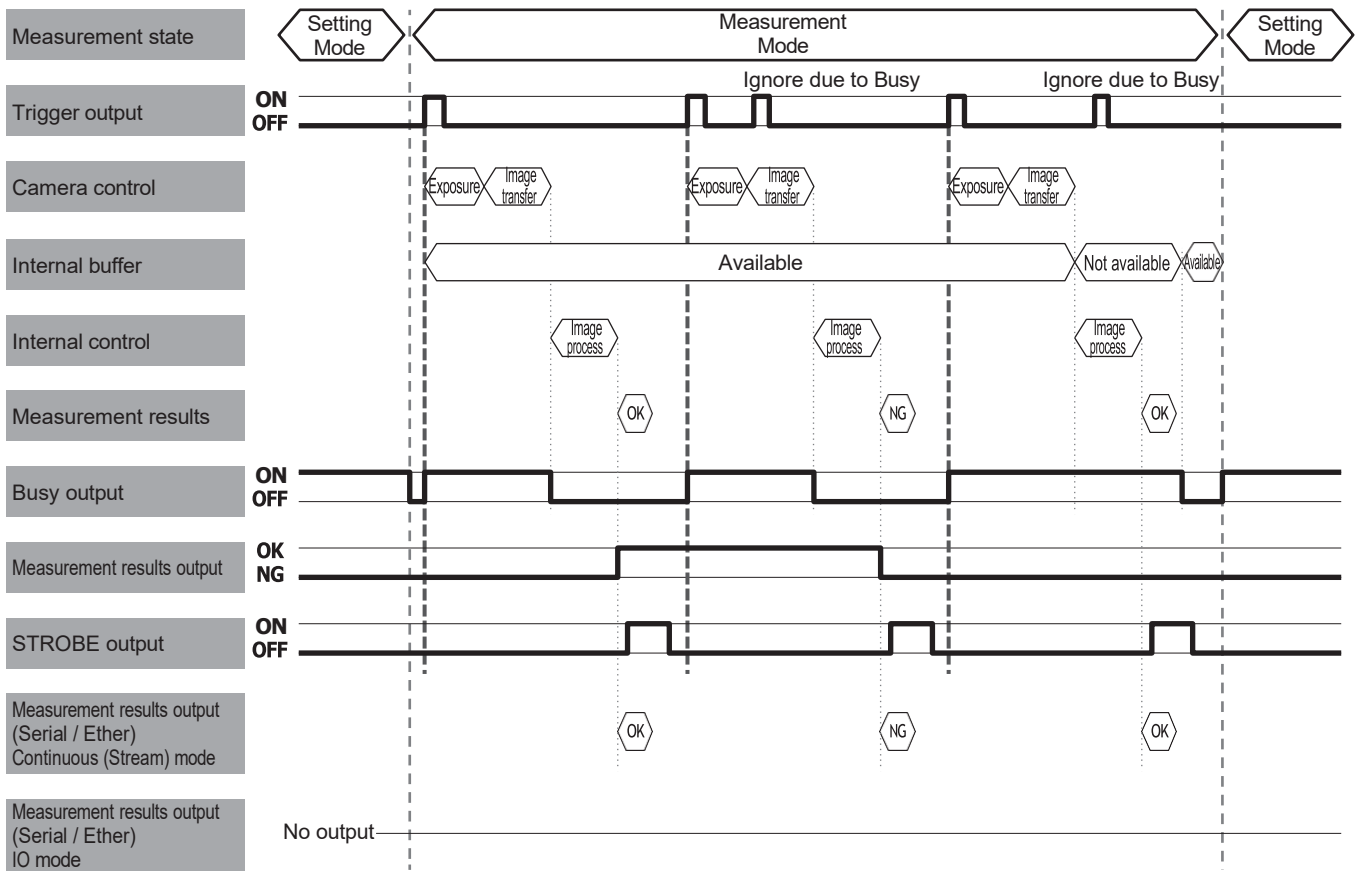 Measurement state
Setting
Mode
Measurement
Mode
Setting
Mode
Ignore due to Busy
Ignore due to Busy
Trigger output
ON
OFF
Camera control
Exposure
Image
transfer
Exposure
Image
transfer
Exposure
Image
transfer
Internal buffer
Available
Not available
Available
Internal control
Image
process
Image
process
Image
process
Measurement results
OK
NG
OK
Busy output
ON
OFF
Measurement results output
OK
NG
STROBE output
ON
OFF
Measurement results output
(Serial / Ether)
Continuous (Stream) mode
OK
NG
OK
Measurement results output
(Serial / Ether)
IO mode
No output